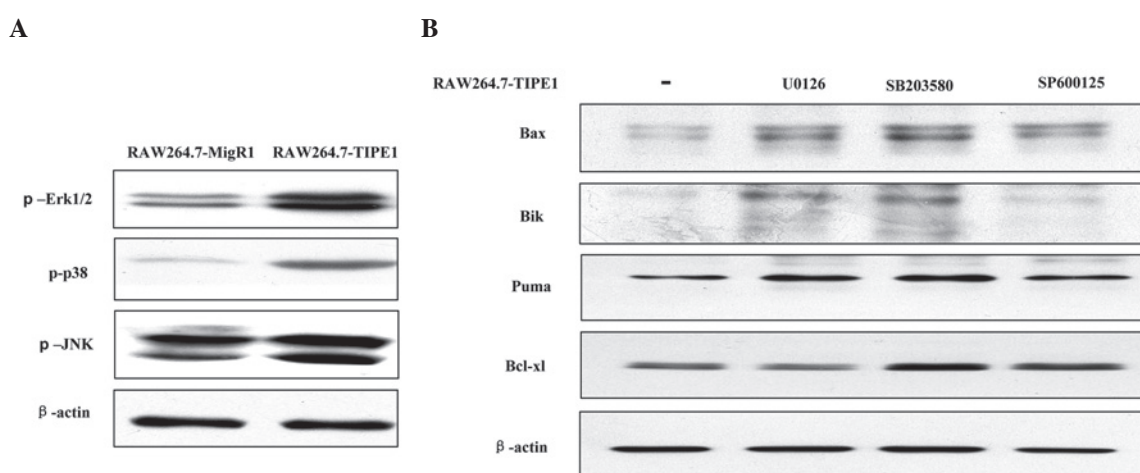 A
RAW264.7-MigR1 RAW264.7-TIPE1
p –Erk1/2
p-p38
p –JNK
β -actin
B
RAW264.7-TIPE1 - U0126 SB203580 SP600125
Bax
Bik
Puma
Bcl-xl
β -actin